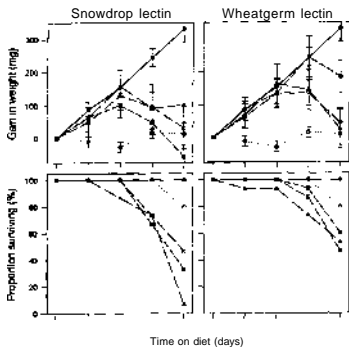 Snowdrop lectin Wheatgerm lectin
Gain in weight (mg)
300
200
100
0
Proportion surviving (%)
100
80
60
40
20
0
Time on diet (days)